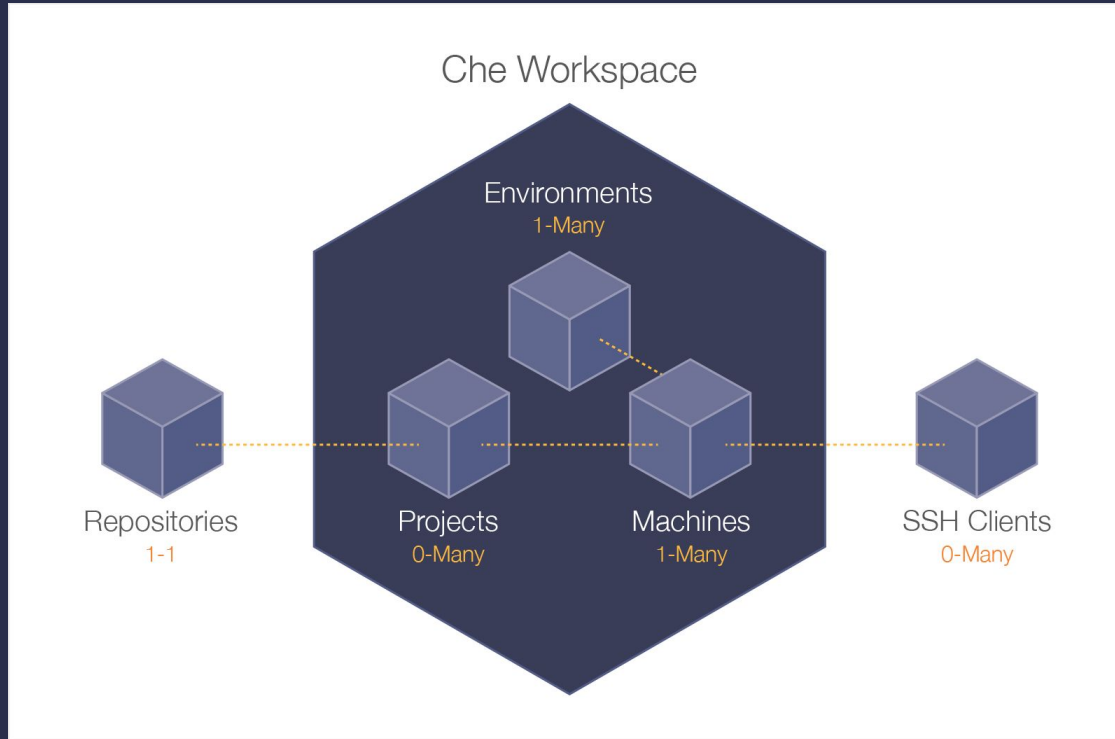 Che Workspace
Environments
1-Many
Repositories
1-1
Projects
0-Many
Machines
1-Many
SSH Clients
0-Many